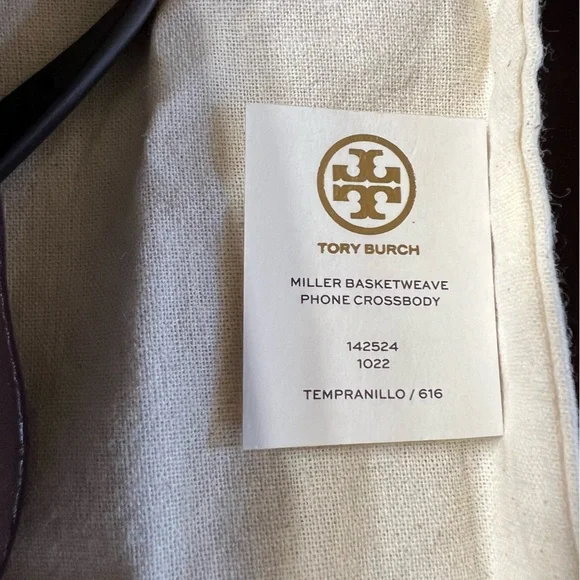 TORY BURCH
MILLER BASKETWEAVE
PHONE CROSSBODY
142524
1022
TEMPRANILLO / 616